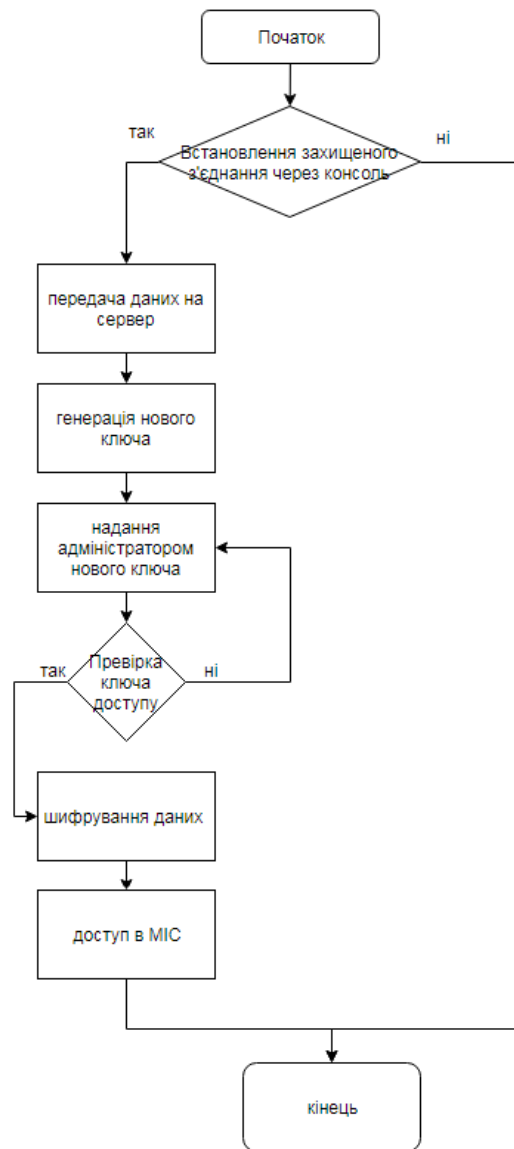 Початок
так
ні
Встановлення захищеного
з'єднання через консоль
передача даних на
сервер
генерація нового
ключа
надання
адміністратором
нового ключа
так
Превірка
ключа
доступу
ні
шифрування даних
доступ в МІС
кінець